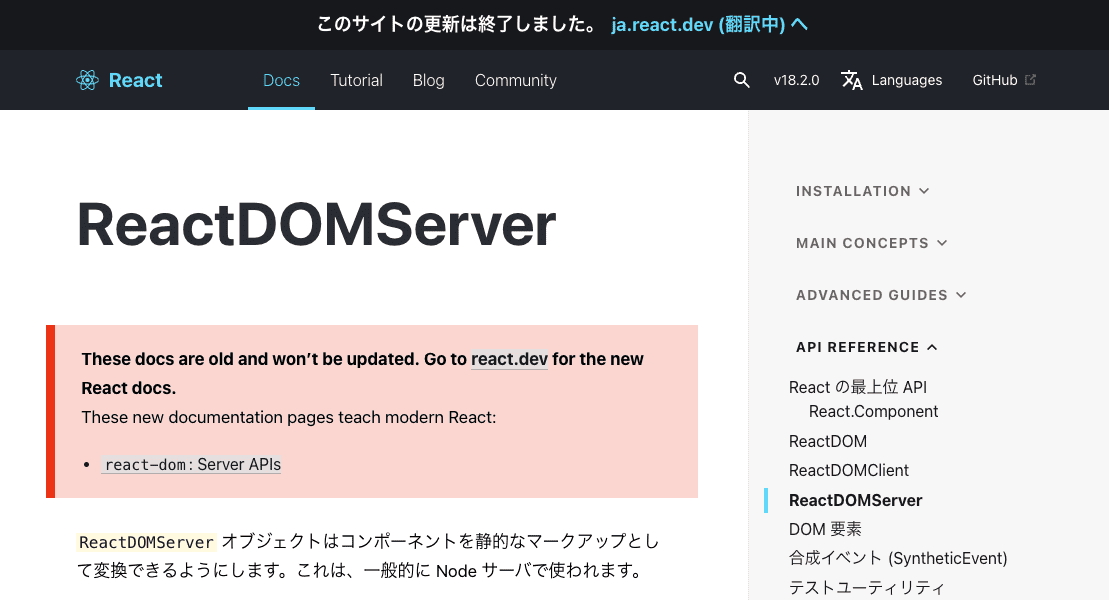 このサイトの更新は終了しました。 ja.react.dev (翻訳中) へ
React Docs Tutorial Blog Community v18.2.0 Languages GitHub
ReactDOMServer
These docs are old and won’t be updated. Go to react.dev for the new
React docs.
These new documentation pages teach modern React:
• react-dom: Server APIs
ReactDOMServer オブジェクトはコンポーネントを静的なマークアップとし
て変換できるようにします。これは、一般的に Node サーバで使われます。
INSTALLATION
MAIN CONCEPTS
ADVANCED GUIDES
API REFERENCE
React の最上位 API
React.Component
ReactDOM
ReactDOMClient
ReactDOMServer
DOM 要素
合成イベント (SyntheticEvent)
テストユーティリティ